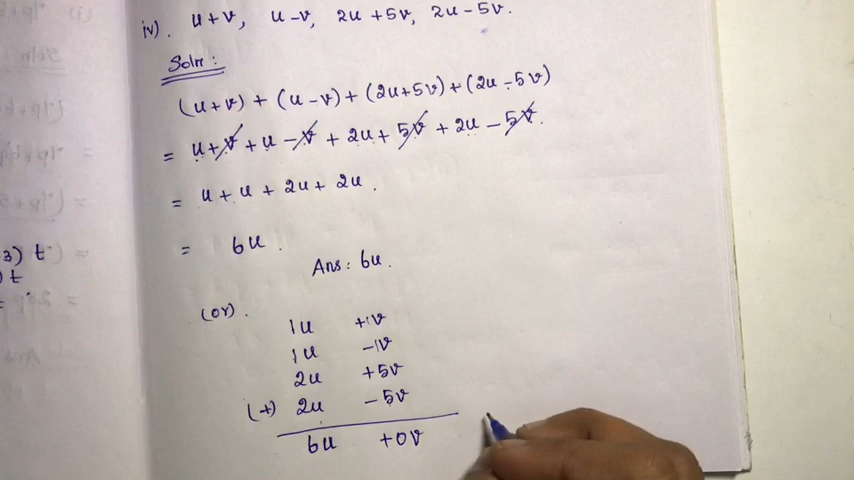 iv). u+v, u-v, 2u+5v, 2u-5v.
Soln:
(u+v) + (u-v) + (2u+5v) + (2u-5v)
= u+v + u - v + 2u + 5v + 2u - 5v.
= u + u + 2u + 2u.
= 6u.
Ans: 6u.
(or).
1u +1v
1u -1v
2u +5v
(+) 2u -5v
6u +0v
3) t
t